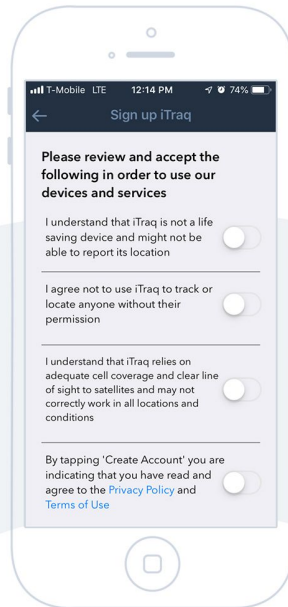 T-Mobile LTE 12:14 PM 74%
Sign up iTraq
Please review and accept the
following in order to use our
devices and services
I understand that iTraq is not a life
saving device and might not be
able to report its location
I agree not to use iTraq to track or
locate anyone without their
permission
I understand that iTraq relies on
adequate cell coverage and clear line
of sight to satellites and may not
correctly work in all locations and
conditions
By tapping 'Create Account' you are
indicating that you have read and
agree to the Privacy Policy and
Terms of Use